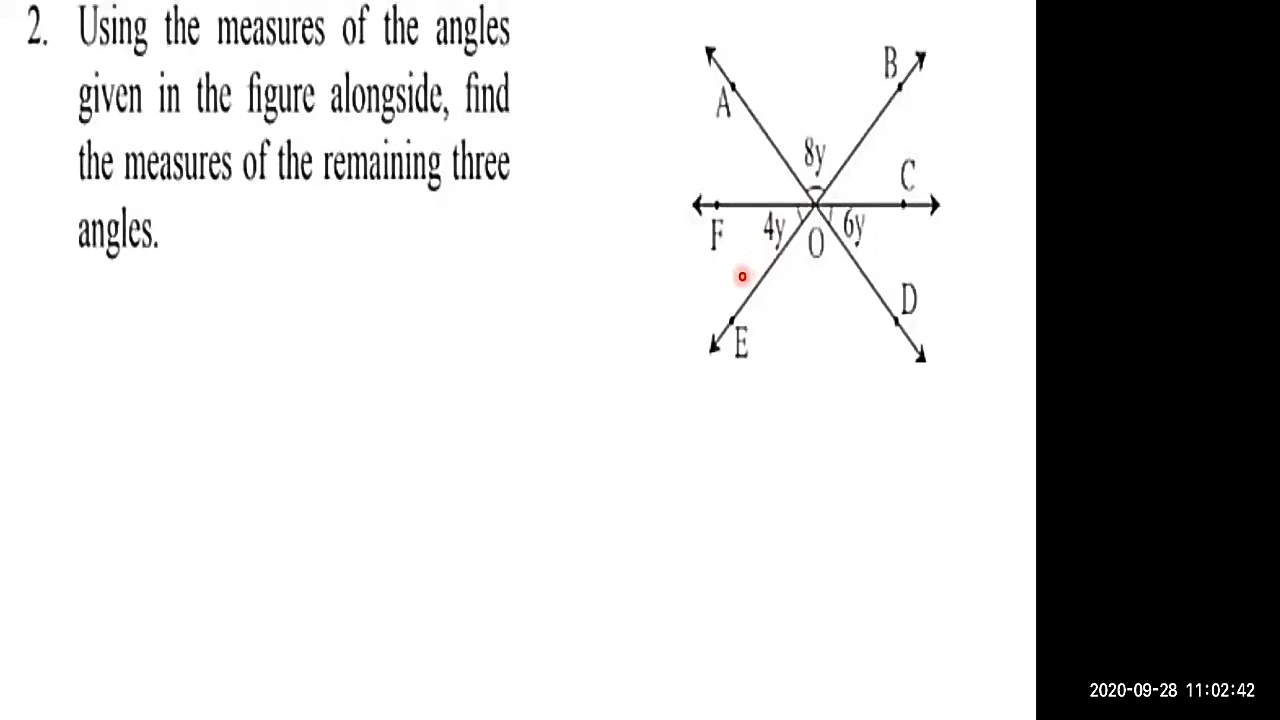 2. Using the measures of the angles
given in the figure alongside, find
the measures of the remaining three
angles.
A
B
8y
C
F
4y
O
6y
D
E
2020-09-28 11:02:42